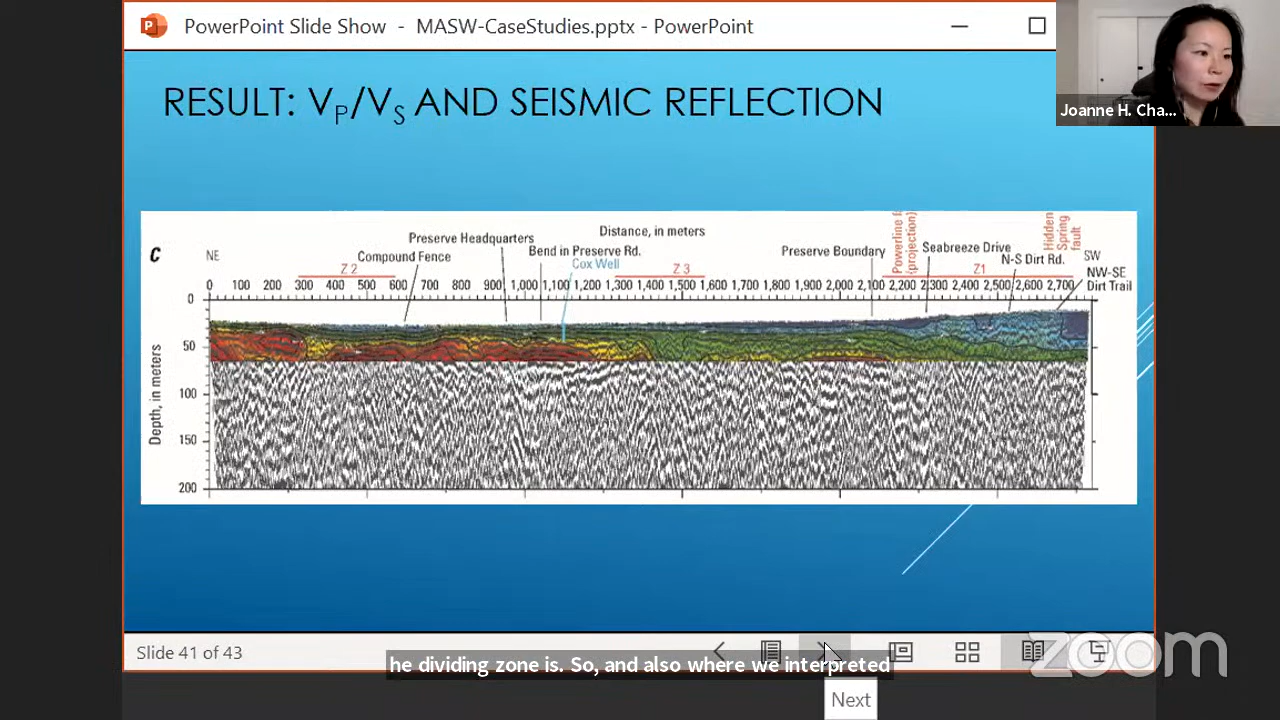 PowerPoint Slide Show - MASW-CaseStudies.pptx - PowerPoint
Joanne H. Cha...
RESULT: VP/VS AND SEISMIC REFLECTION
C
NE
Distance, in meters
SW
Preserve Headquarters
Compound Fence
Bend in Preserve Rd.
Cox Well
Preserve Boundary
Powerline
(projection)
Seabreeze Drive
N-S Dirt Rd.
Hidden
Spring
fault
NW-SE
Dirt Trail
Z 2
Z 3
Z1
0 100 200 300 400 500 600 700 800 900 1,000 1,100 1,200 1,300 1,400 1,500 1,600 1,700 1,800 1,900 2,000 2,100 2,200 2,300 2,400 2,500 2,600 2,700
Depth, in meters
0
50
100
150
200
Slide 41 of 43
he dividing zone is. So, and also where we interpreted
Next
zoom